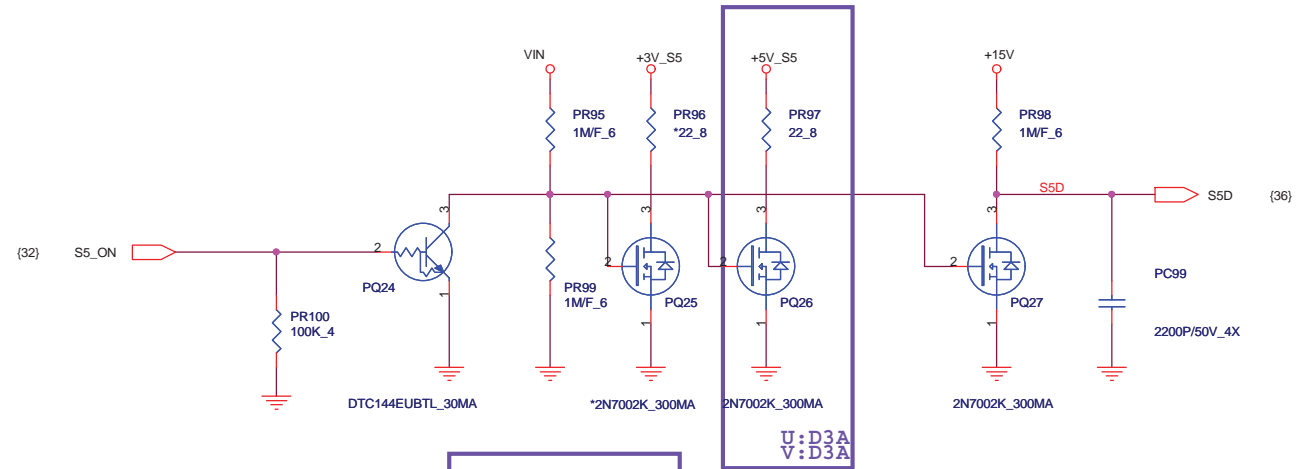 VIN
+3V_S5
+5V_S5
+15V
PR95
1M/F_6
PR96
*22_8
PR97
22_8
PR98
1M/F_6
S5D
S5D
{36}
{32}
S5_ON
2
3
1
PQ24
PR99
1M/F_6
2
3
1
PQ25
2
3
1
PQ26
2
3
1
PQ27
PC99
2200P/50V_4X
PR100
100K_4
DTC144EUBTL_30MA
*2N7002K_300MA
2N7002K_300MA
2N7002K_300MA
U:D3A
V:D3A